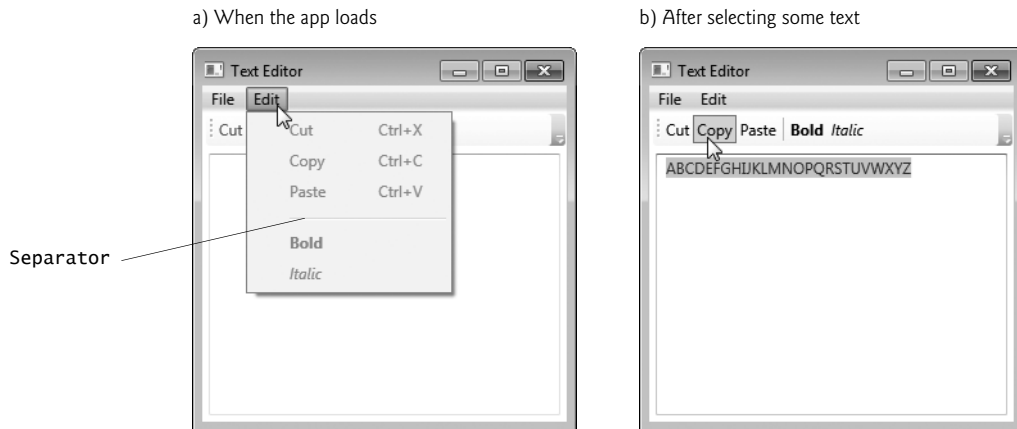 a) When the app loads
b) After selecting some text
Text Editor
File Edit
Cut
Cut Ctrl+X
Copy Ctrl+C
Paste Ctrl+V
Bold
Italic
Separator
Text Editor
File Edit
Cut Copy Paste Bold Italic
ABCDEFGHIJKLMNOPQRSTUVWXYZ